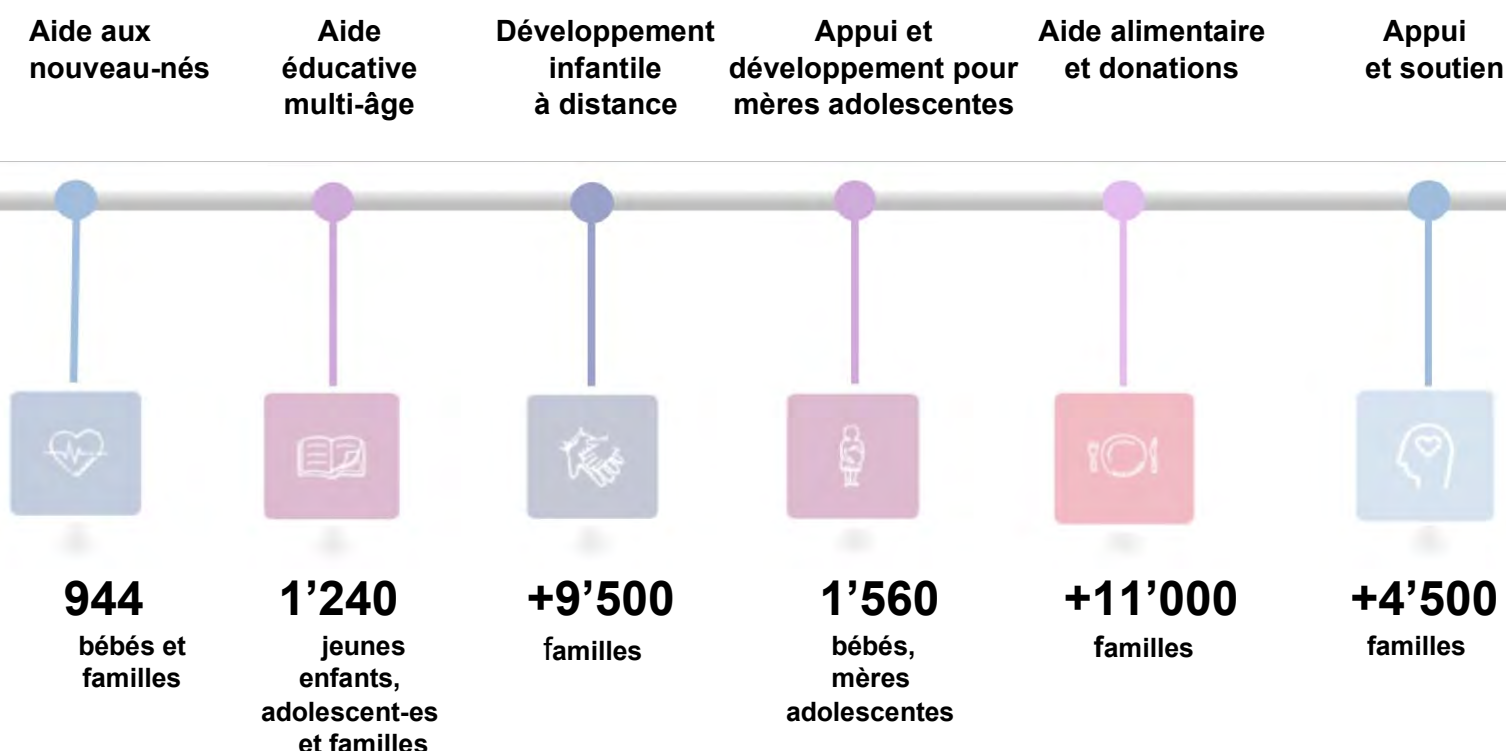 Aide aux
nouveau-nés
Aide
éducative
multi-âge
Développement
infantile
à distance
Appui et
développement pour
mères adolescentes
Aide alimentaire
et donations
Appui
et soutien
944
bébés et
familles
1’240
jeunes
enfants,
adolescent-es
et familles
+9’500
familles
1’560
bébés,
mères
adolescentes
+11’000
familles
+4’500
familles